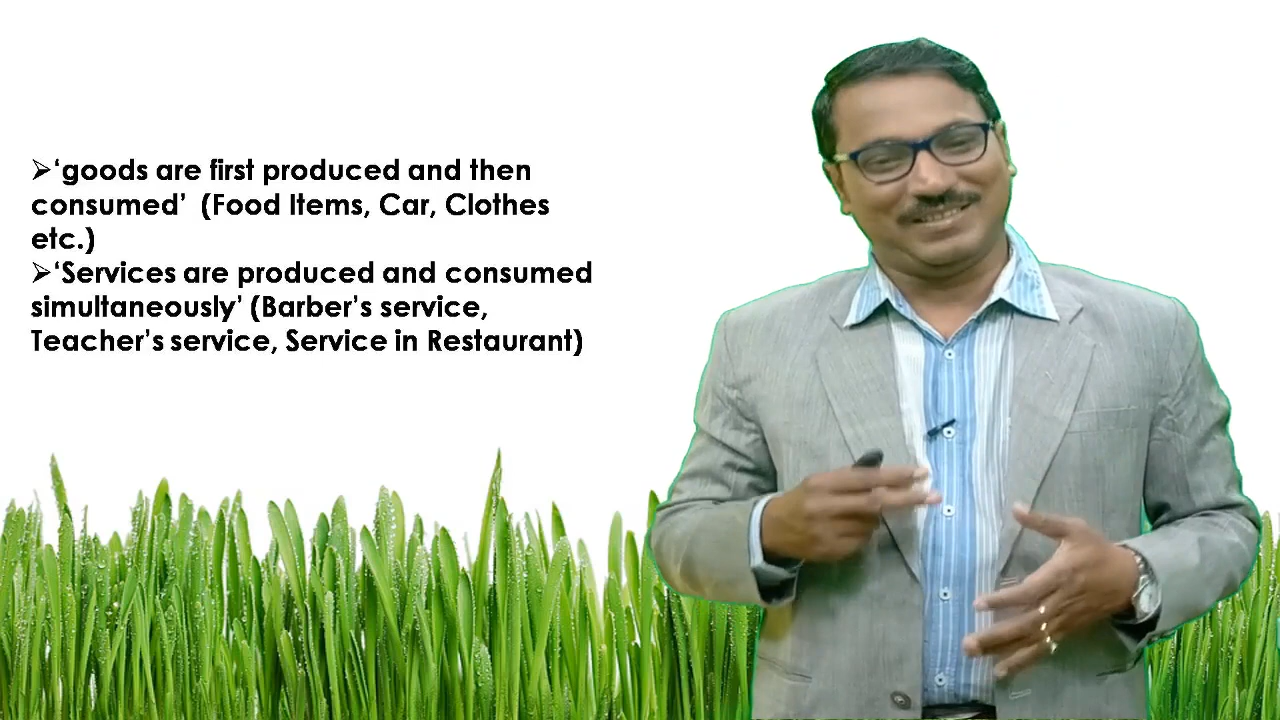 ➢‘goods are first produced and then
consumed’ (Food Items, Car, Clothes
etc.)
➢‘Services are produced and consumed
simultaneously’ (Barber’s service,
Teacher’s service, Service in Restaurant)